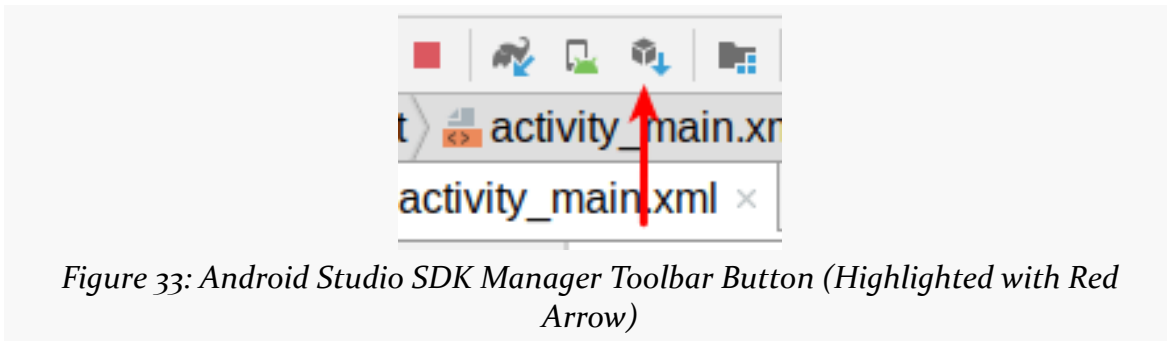 t activity_main.xm
activity_main.xml ×
Figure 33: Android Studio SDK Manager Toolbar Button (Highlighted with Red
Arrow)